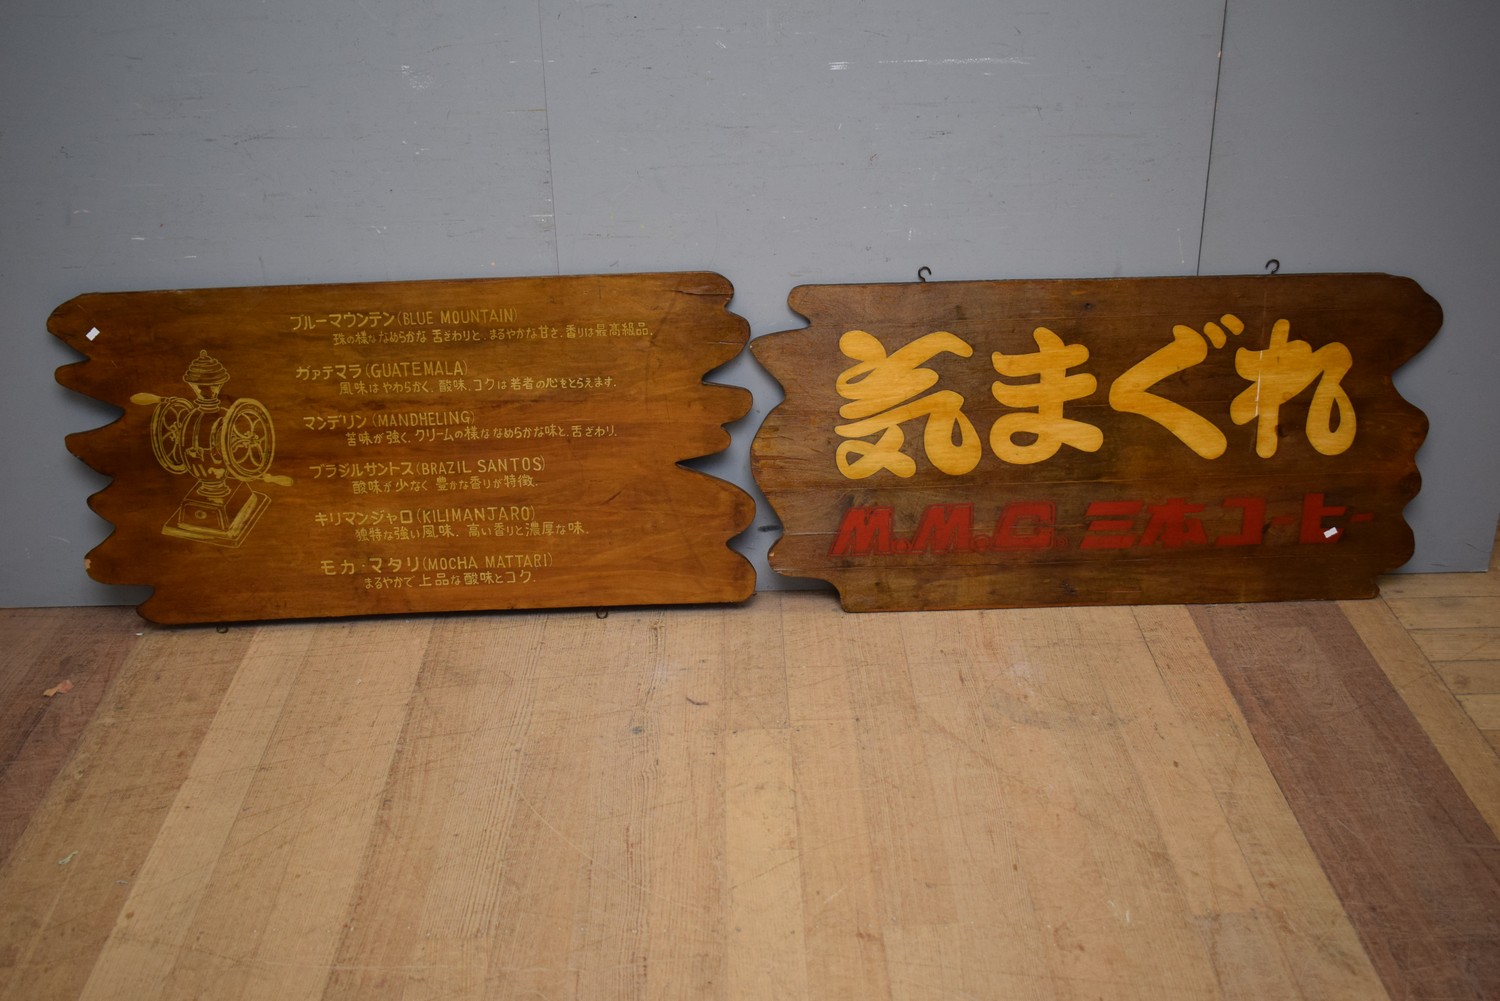 ブルーマウンテン(BLUE MOUNTAIN)
珠の様ななめらかな 舌ざわりと、まるやかな甘さ、香りは最高級品。
ガァテマラ(GUATEMALA)
風味はやわらかく、酸味、コクは若者の心をとらえます。
マンデリン(MANDHELING)
苦味が強く、クリームの様ななめらかな味と、舌ざわり。
ブラジルサントス(BRAZIL SANTOS)
酸味が少なく 豊かな香りが特徴。
キリマンジャロ(KILIMANJARO)
独特な強い風味、高い香りと濃厚な味。
モカ・マタリ(MOCHA MATTARI)
まるやかで 上品な酸味とコク。
気まぐれ
M.M.C. 三本コーヒー